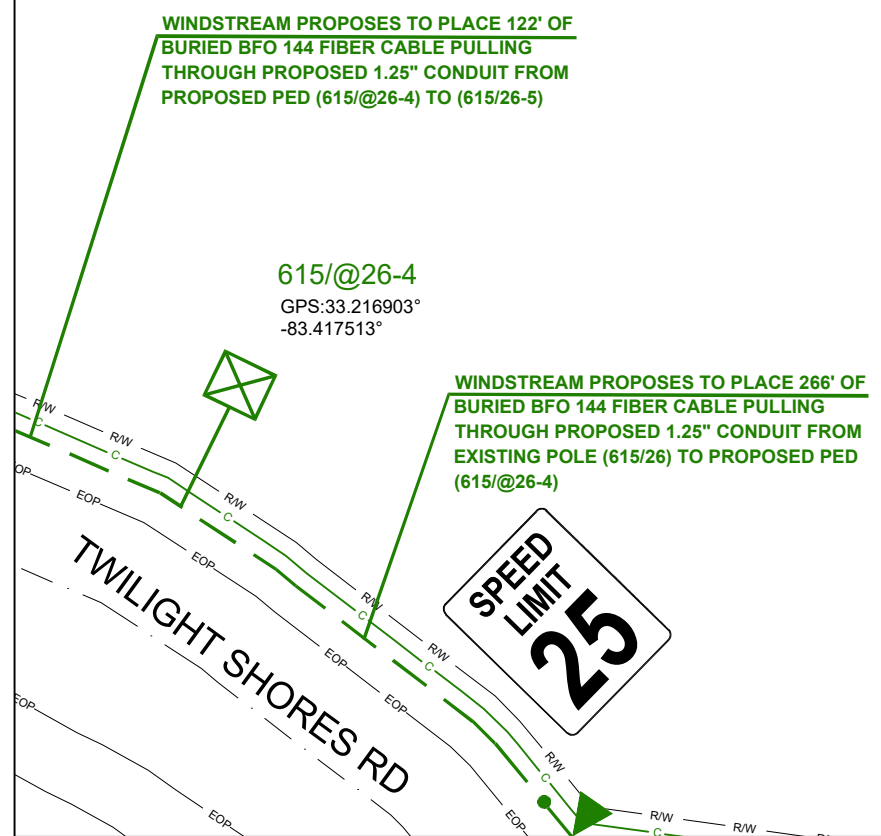 WINDSTREAM PROPOSES TO PLACE 122' OF
BURIED BFO 144 FIBER CABLE PULLING
THROUGH PROPOSED 1.25" CONDUIT FROM
PROPOSED PED (615/@26-4) TO (615/26-5)
615/@26-4
GPS:33.216903°
-83.417513°
WINDSTREAM PROPOSES TO PLACE 266' OF
BURIED BFO 144 FIBER CABLE PULLING
THROUGH PROPOSED 1.25" CONDUIT FROM
EXISTING POLE (615/26) TO PROPOSED PED
(615/@26-4)
R/W
C
R/W
C
R/W
C
R/W
C
R/W
C
R/W
C
R/W
R/W
C
EOP
EOP
EOP
EOP
EOP
EOP
EOP
EOP
SPEED
LIMIT
25
TWILIGHT SHORES RD